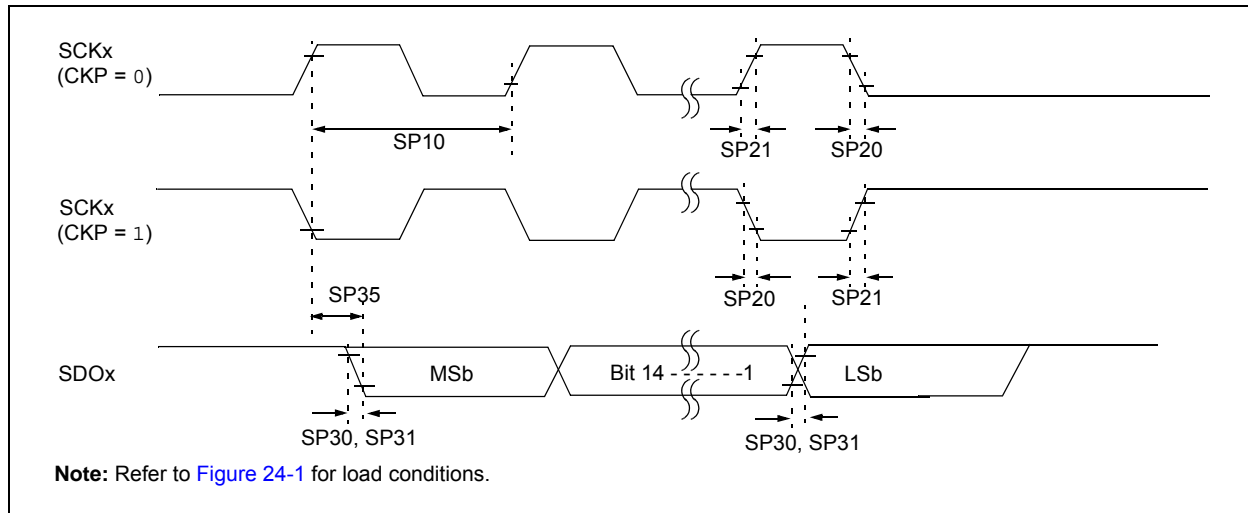 SCKx
(CKP = 0)
SP10
SP21
SP20
SCKx
(CKP = 1)
SP35
SP20
SP21
SDOx
MSb
Bit 14 - - - - - -1
LSb
SP30, SP31
SP30, SP31
Note: Refer to Figure 24-1 for load conditions.